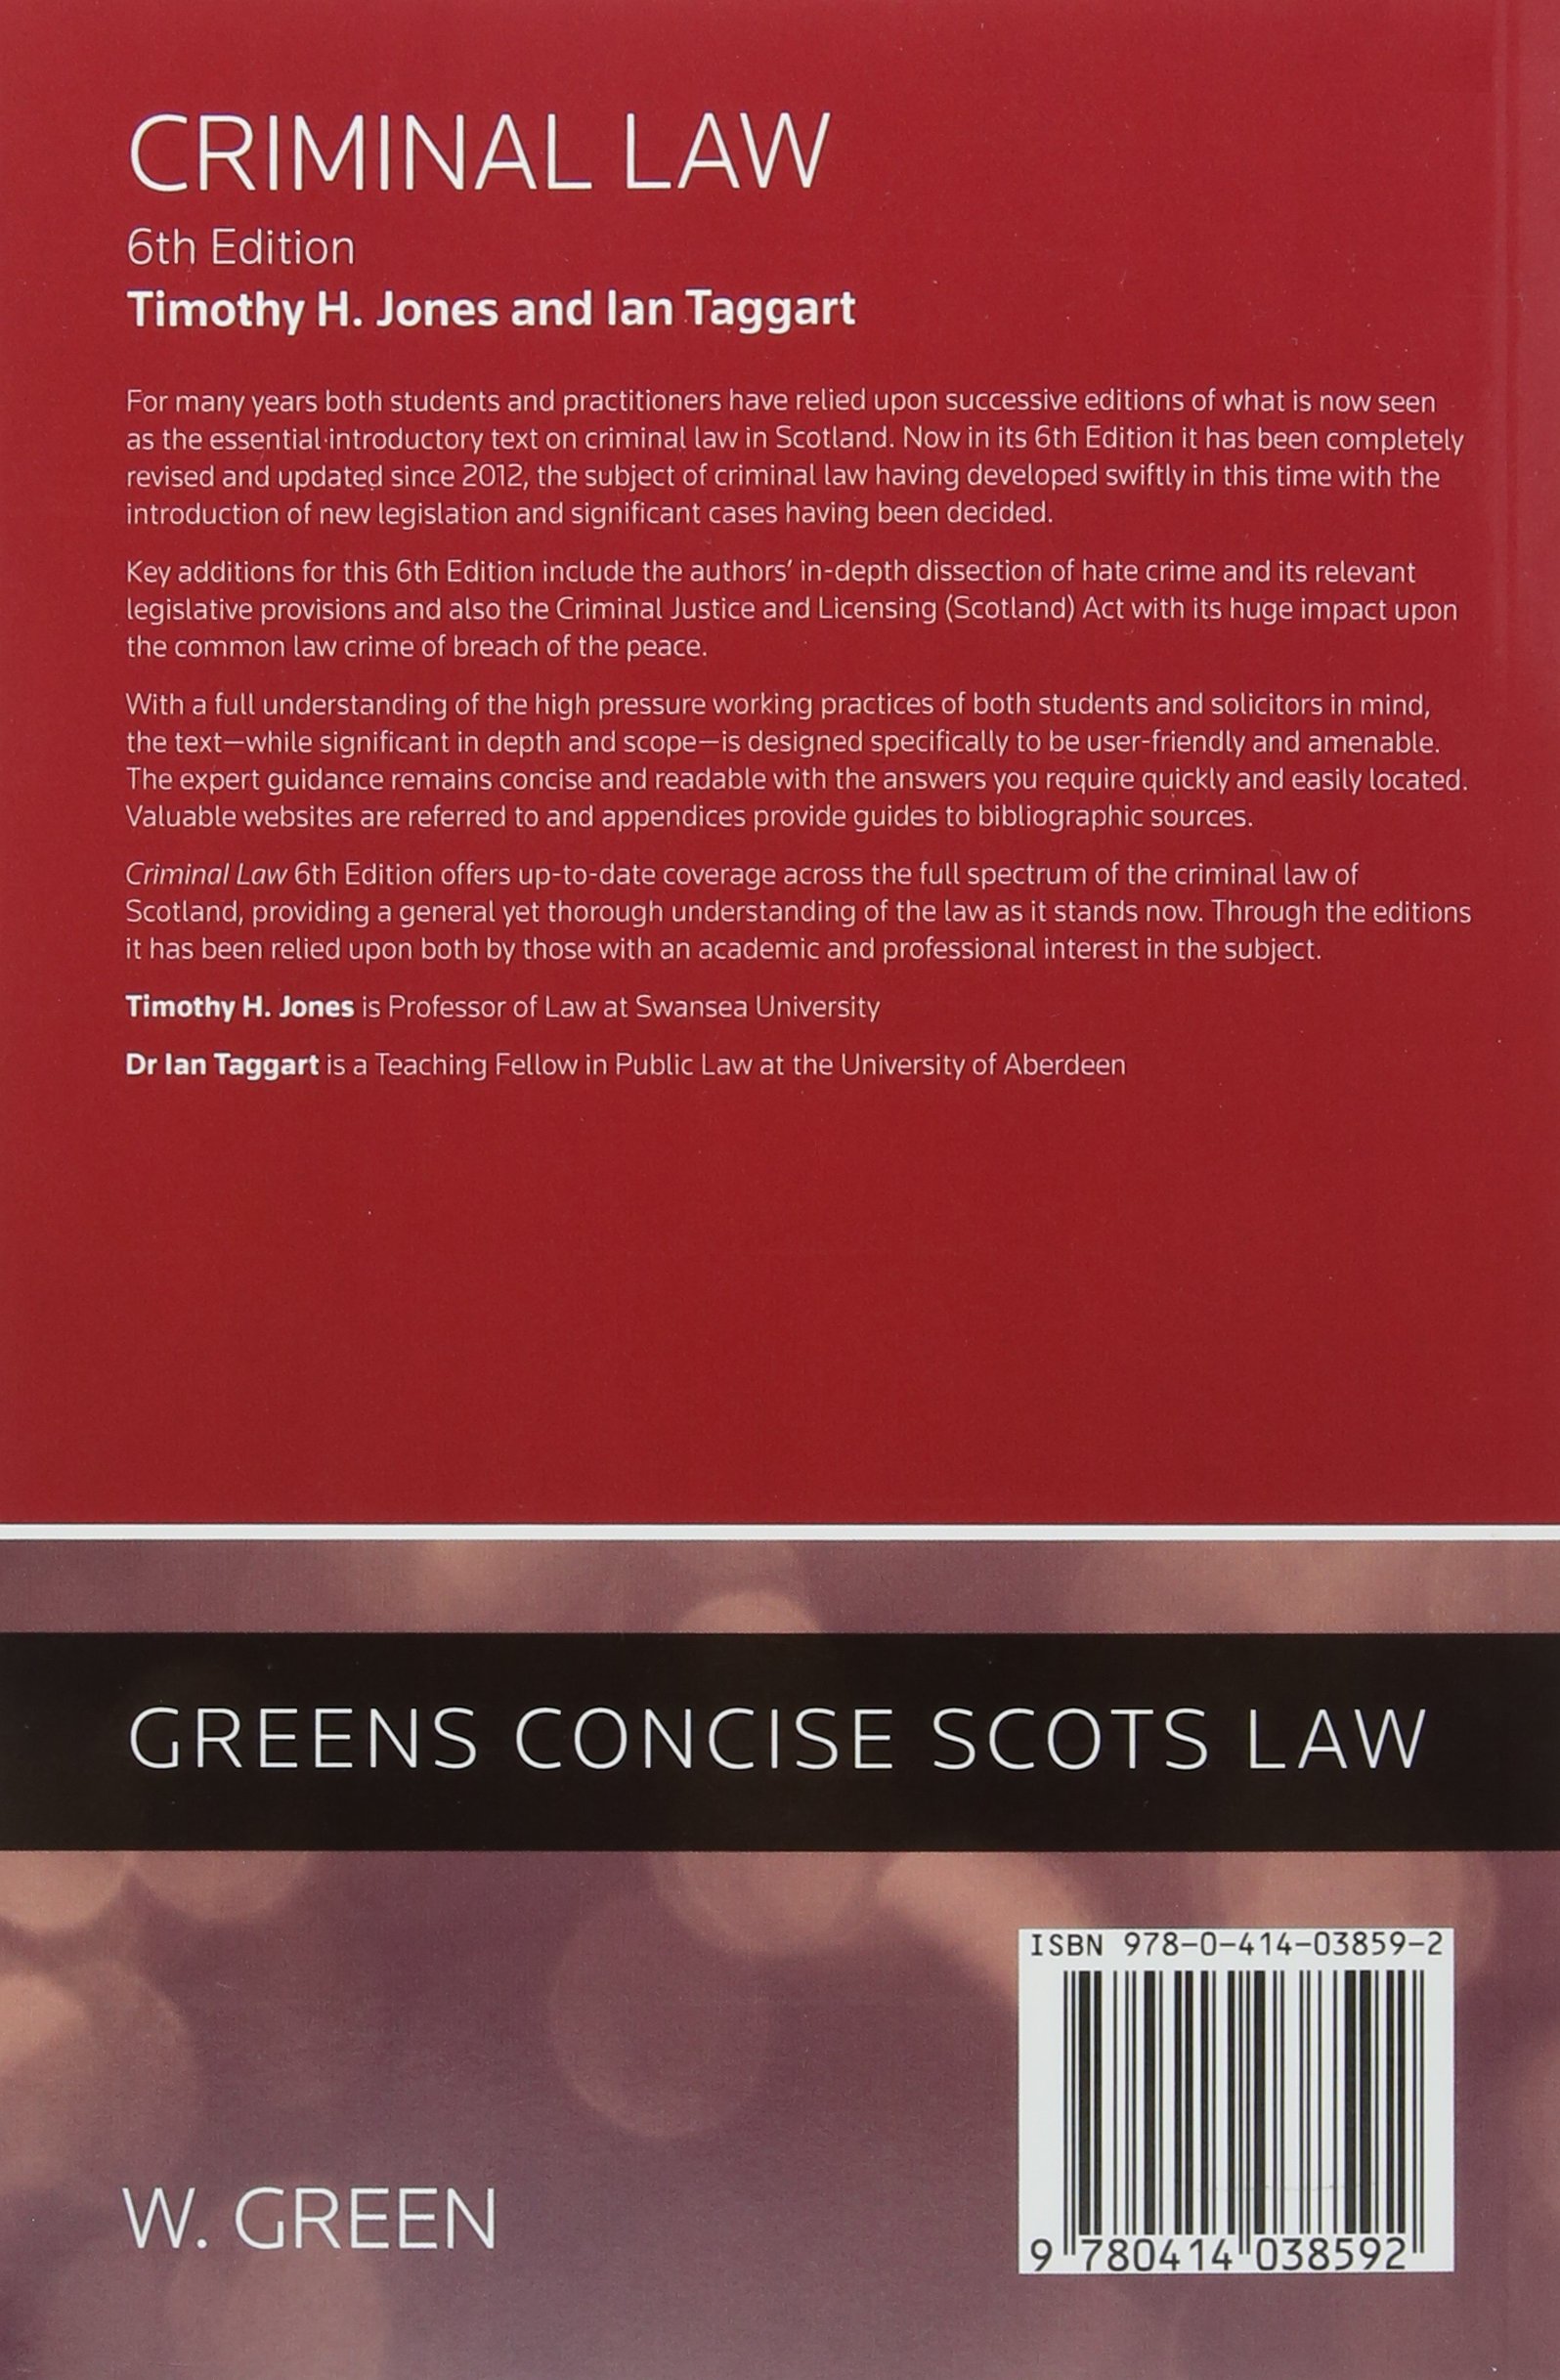 CRIMINAL LAW
6th Edition
Timothy H. Jones and Ian Taggart
For many years both students and practitioners have relied upon successive editions of what is now seen
as the essential introductory text on criminal law in Scotland. Now in its 6th Edition it has been completely
revised and updated since 2012, the subject of criminal law having developed swiftly in this time with the
introduction of new legislation and significant cases having been decided.
Key additions for this 6th Edition include the authors' in-depth dissection of hate crime and its relevant
legislative provisions and also the Criminal Justice and Licensing (Scotland) Act with its huge impact upon
the common law crime of breach of the peace.
With a full understanding of the high pressure working practices of both students and solicitors in mind,
the text—while significant in depth and scope—is designed specifically to be user-friendly and amenable.
The expert guidance remains concise and readable with the answers you require quickly and easily located.
Valuable websites are referred to and appendices provide guides to bibliographic sources.
Criminal Law 6th Edition offers up-to-date coverage across the full spectrum of the criminal law of
Scotland, providing a general yet thorough understanding of the law as it stands now. Through the editions
it has been relied upon both by those with an academic and professional interest in the subject.
Timothy H. Jones is Professor of Law at Swansea University
Dr Ian Taggart is a Teaching Fellow in Public Law at the University of Aberdeen
GREENS CONCISE SCOTS LAW
ISBN 978-0-414-03859-2
9 780414 038592
W. GREEN